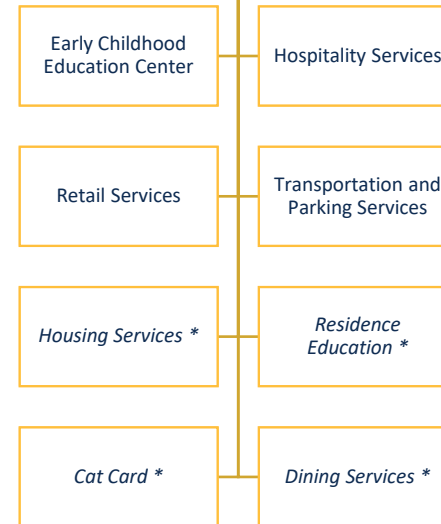 Early Childhood
Education Center
Hospitality Services
Retail Services
Transportation and
Parking Services
Housing Services *
Residence
Education *
Cat Card *
Dining Services *